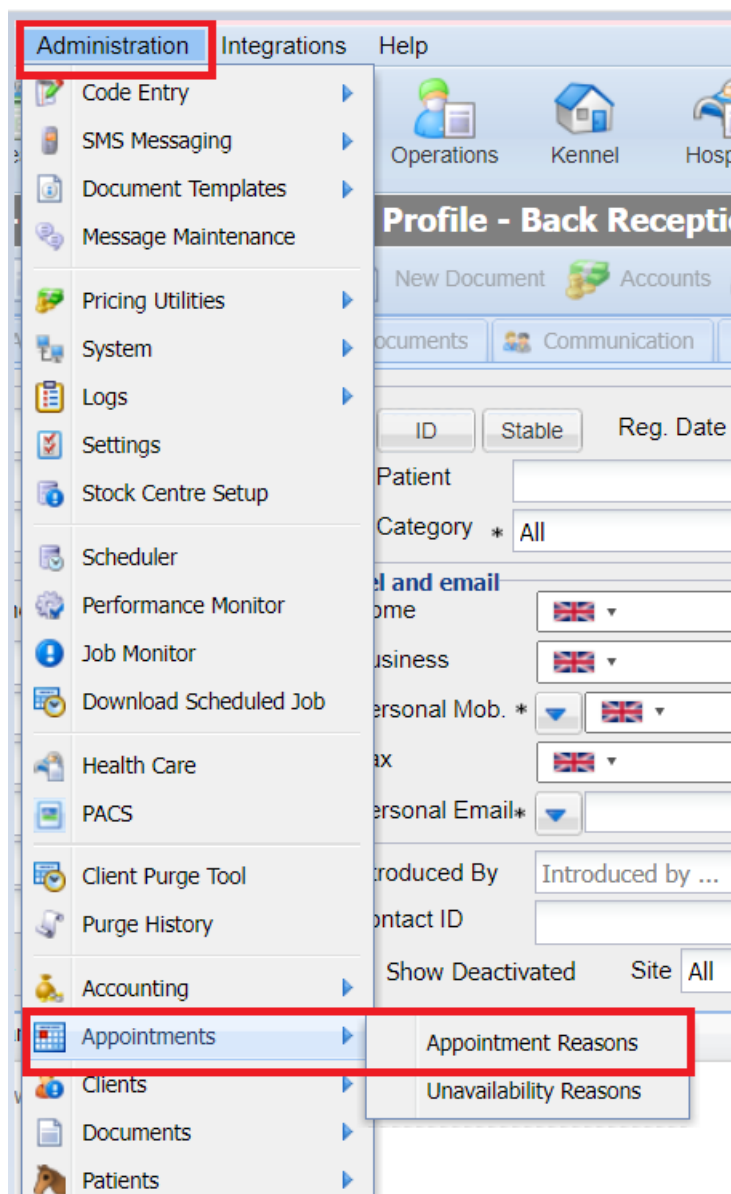 Administration Integrations Help
Code Entry
SMS Messaging
Document Templates
Message Maintenance
Pricing Utilities
System
Logs
Settings
Stock Centre Setup
Scheduler
Performance Monitor
Job Monitor
Download Scheduled Job
Health Care
PACS
Client Purge Tool
Purge History
Accounting
Appointments
Clients
Documents
Patients
Appointment Reasons
Unavailability Reasons
Operations Kennel Hosp
Profile - Back Recepti
New Document Accounts
ocuments Communication
ID Stable Reg. Date
Patient
Category * All
el and email
ome
usiness
ersonal Mob. *
ax
ersonal Email*
troduced By Introduced by ...
ontact ID
Show Deactivated Site All